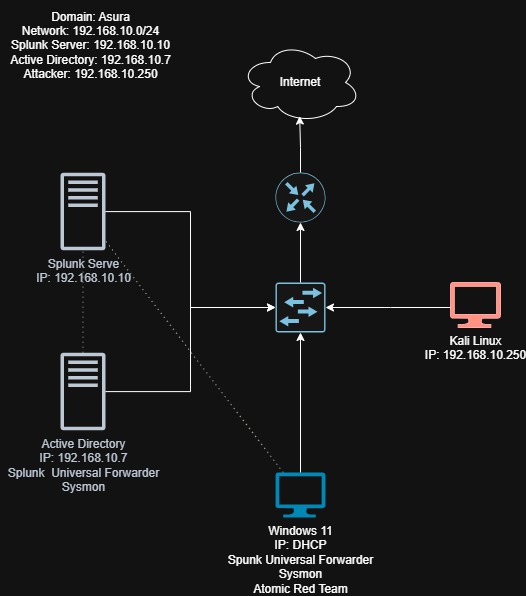 Domain: Asura
Network: 192.168.10.0/24
Splunk Server: 192.168.10.10
Active Directory: 192.168.10.7
Attacker: 192.168.10.250
Internet
Splunk Serve
IP: 192.168.10.10
Kali Linux
IP: 192.168.10.250
Active Directory
IP: 192.168.10.7
Splunk Universal Forwarder
Sysmon
Windows 11
IP: DHCP
Spunk Universal Forwarder
Sysmon
Atomic Red Team